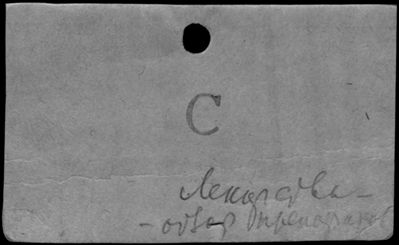 С
Лекарства —
— обзор препаратов